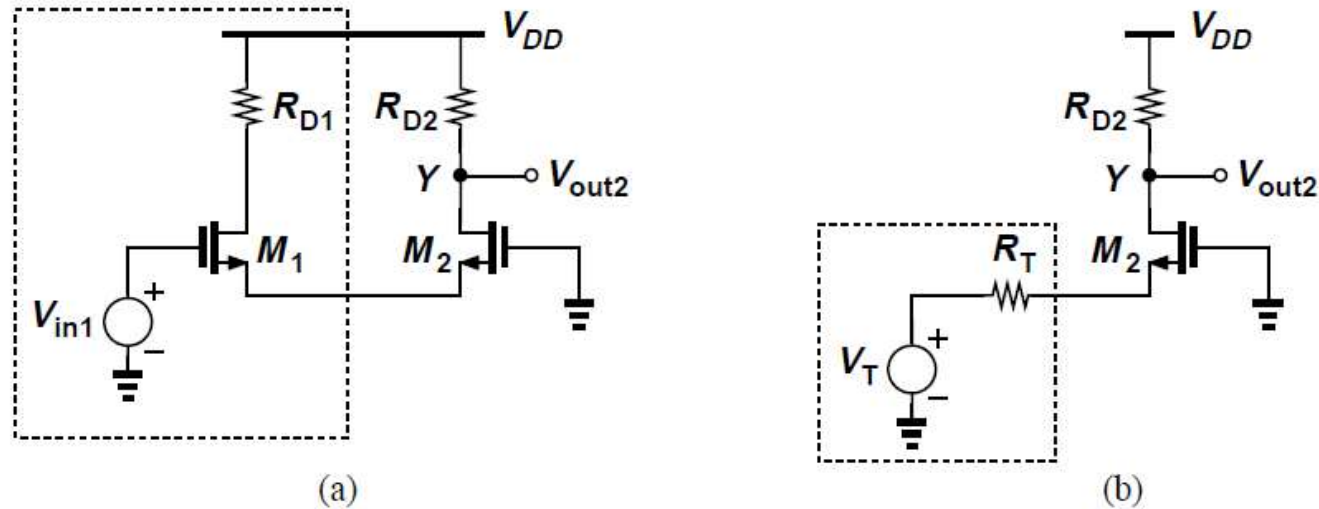 V_DD
R_D1
R_D2
Y
V_out2
M_1
M_2
V_in1
+
−
(a)
V_DD
R_D2
Y
V_out2
R_T
M_2
V_T
+
−
(b)